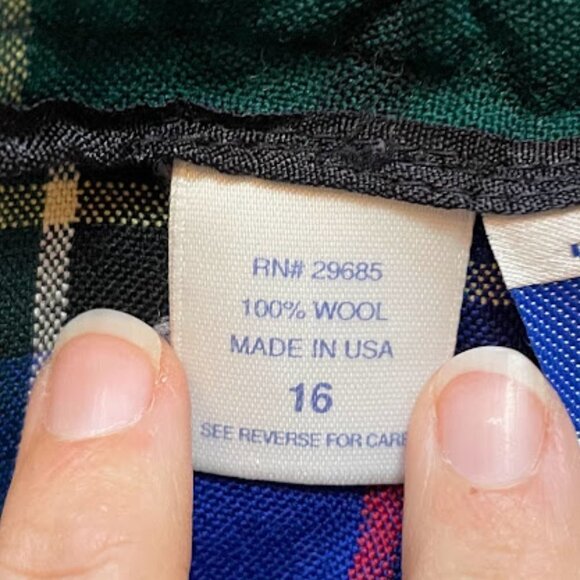 RN# 29685
100% WOOL
MADE IN USA
16
SEE REVERSE FOR CARE